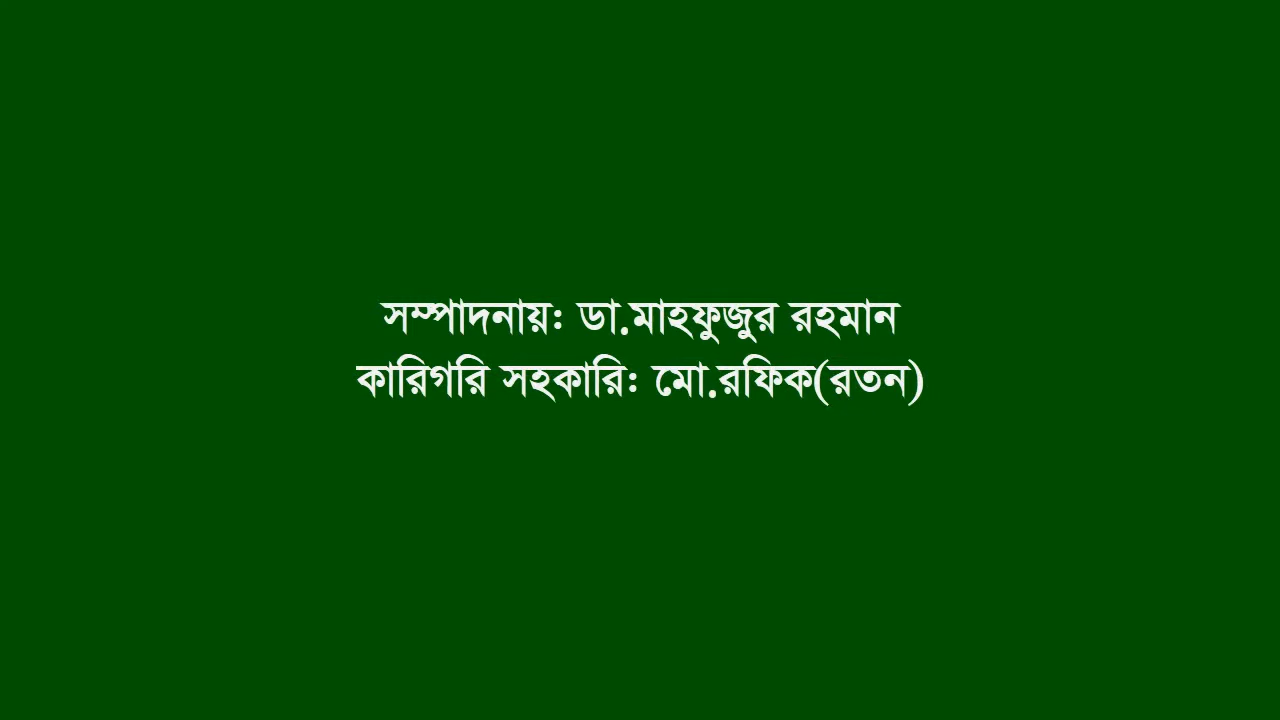 সম্পাদনায়: ডা.মাহফুজুর রহমান
কারিগরি সহকারি: মো.রফিক(রতন)